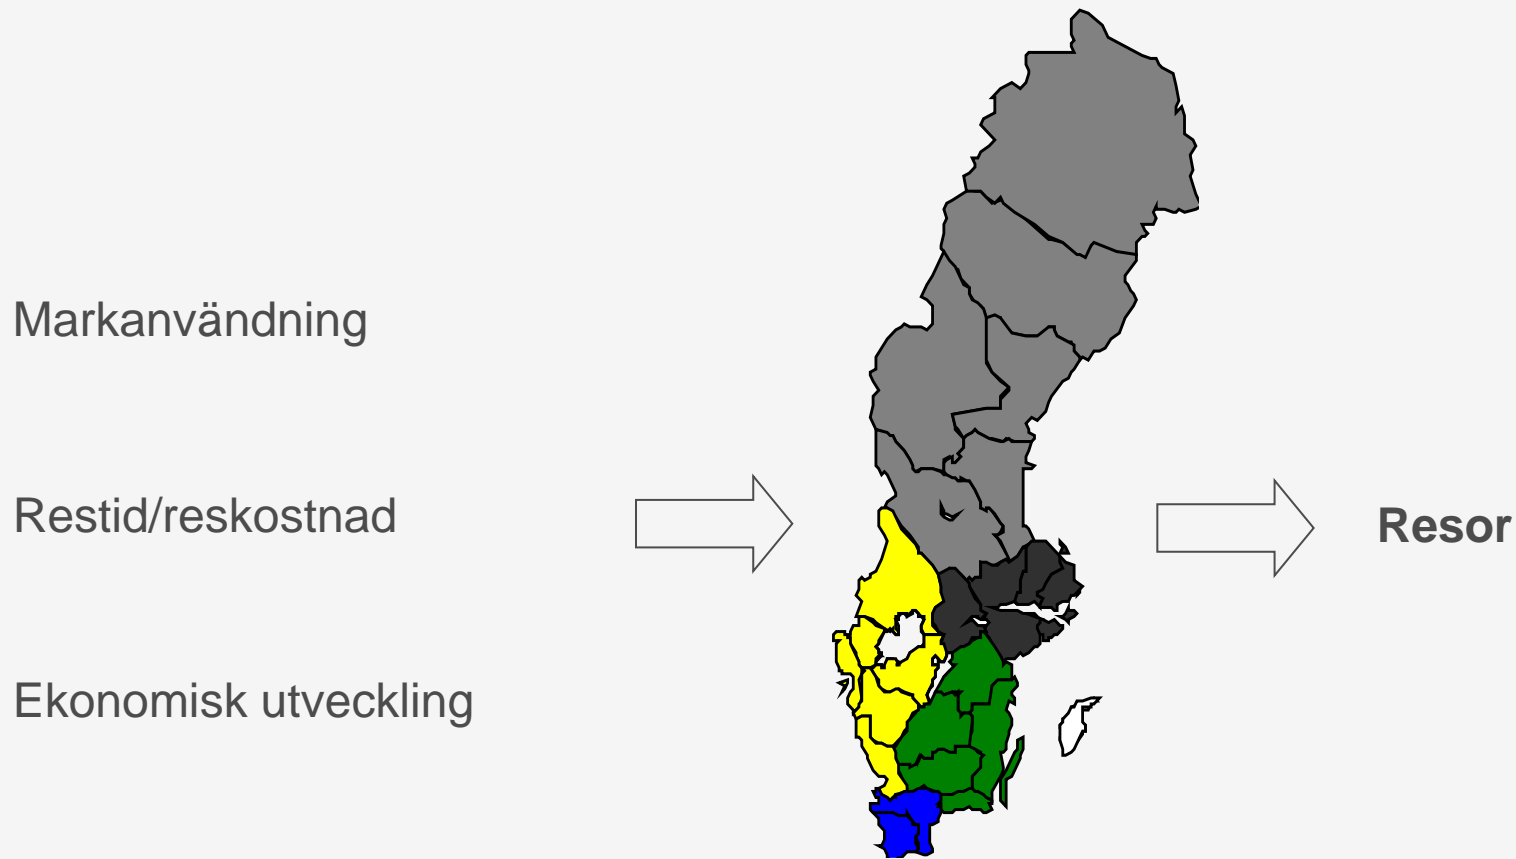 Markanvändning
Restid/reskostnad
Resor
Ekonomisk utveckling